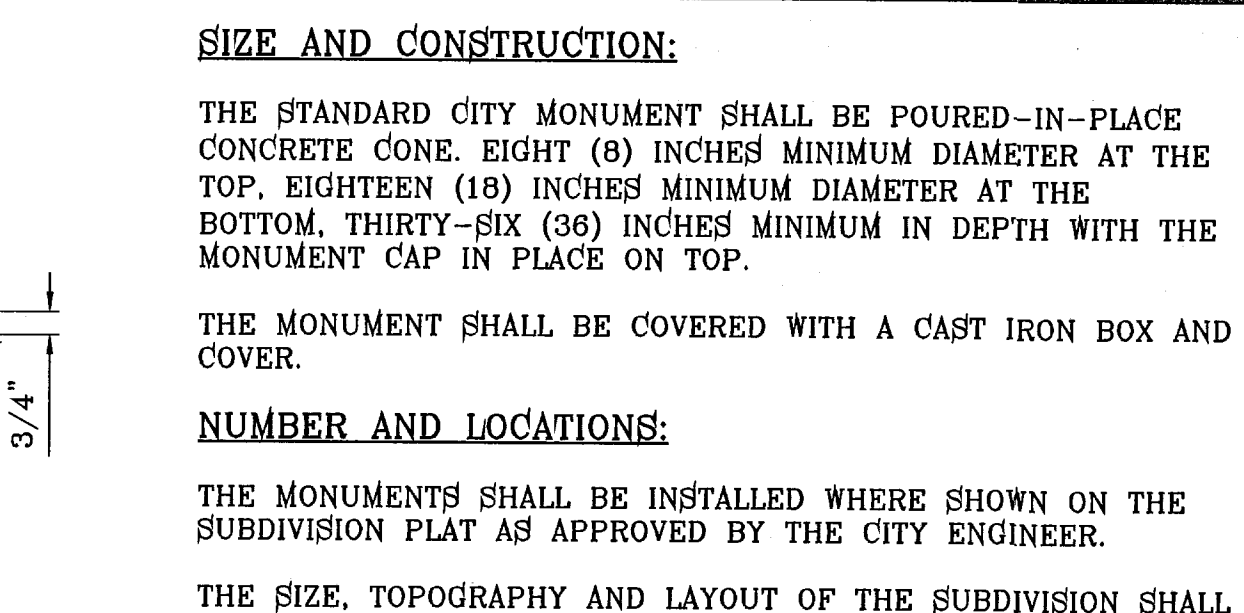 SIZE AND CONSTRUCTION:
THE STANDARD CITY MONUMENT SHALL BE POURED-IN-PLACE
CONCRETE CONE. EIGHT (8) INCHES MINIMUM DIAMETER AT THE
TOP, EIGHTEEN (18) INCHES MINIMUM DIAMETER AT THE
BOTTOM, THIRTY-SIX (36) INCHES MINIMUM IN DEPTH WITH THE
MONUMENT CAP IN PLACE ON TOP.
THE MONUMENT SHALL BE COVERED WITH A CAST IRON BOX AND
COVER.
3/4"
NUMBER AND LOCATIONS:
THE MONUMENTS SHALL BE INSTALLED WHERE SHOWN ON THE
SUBDIVISION PLAT AS APPROVED BY THE CITY ENGINEER.
THE SIZE, TOPOGRAPHY AND LAYOUT OF THE SUBDIVISION SHALL